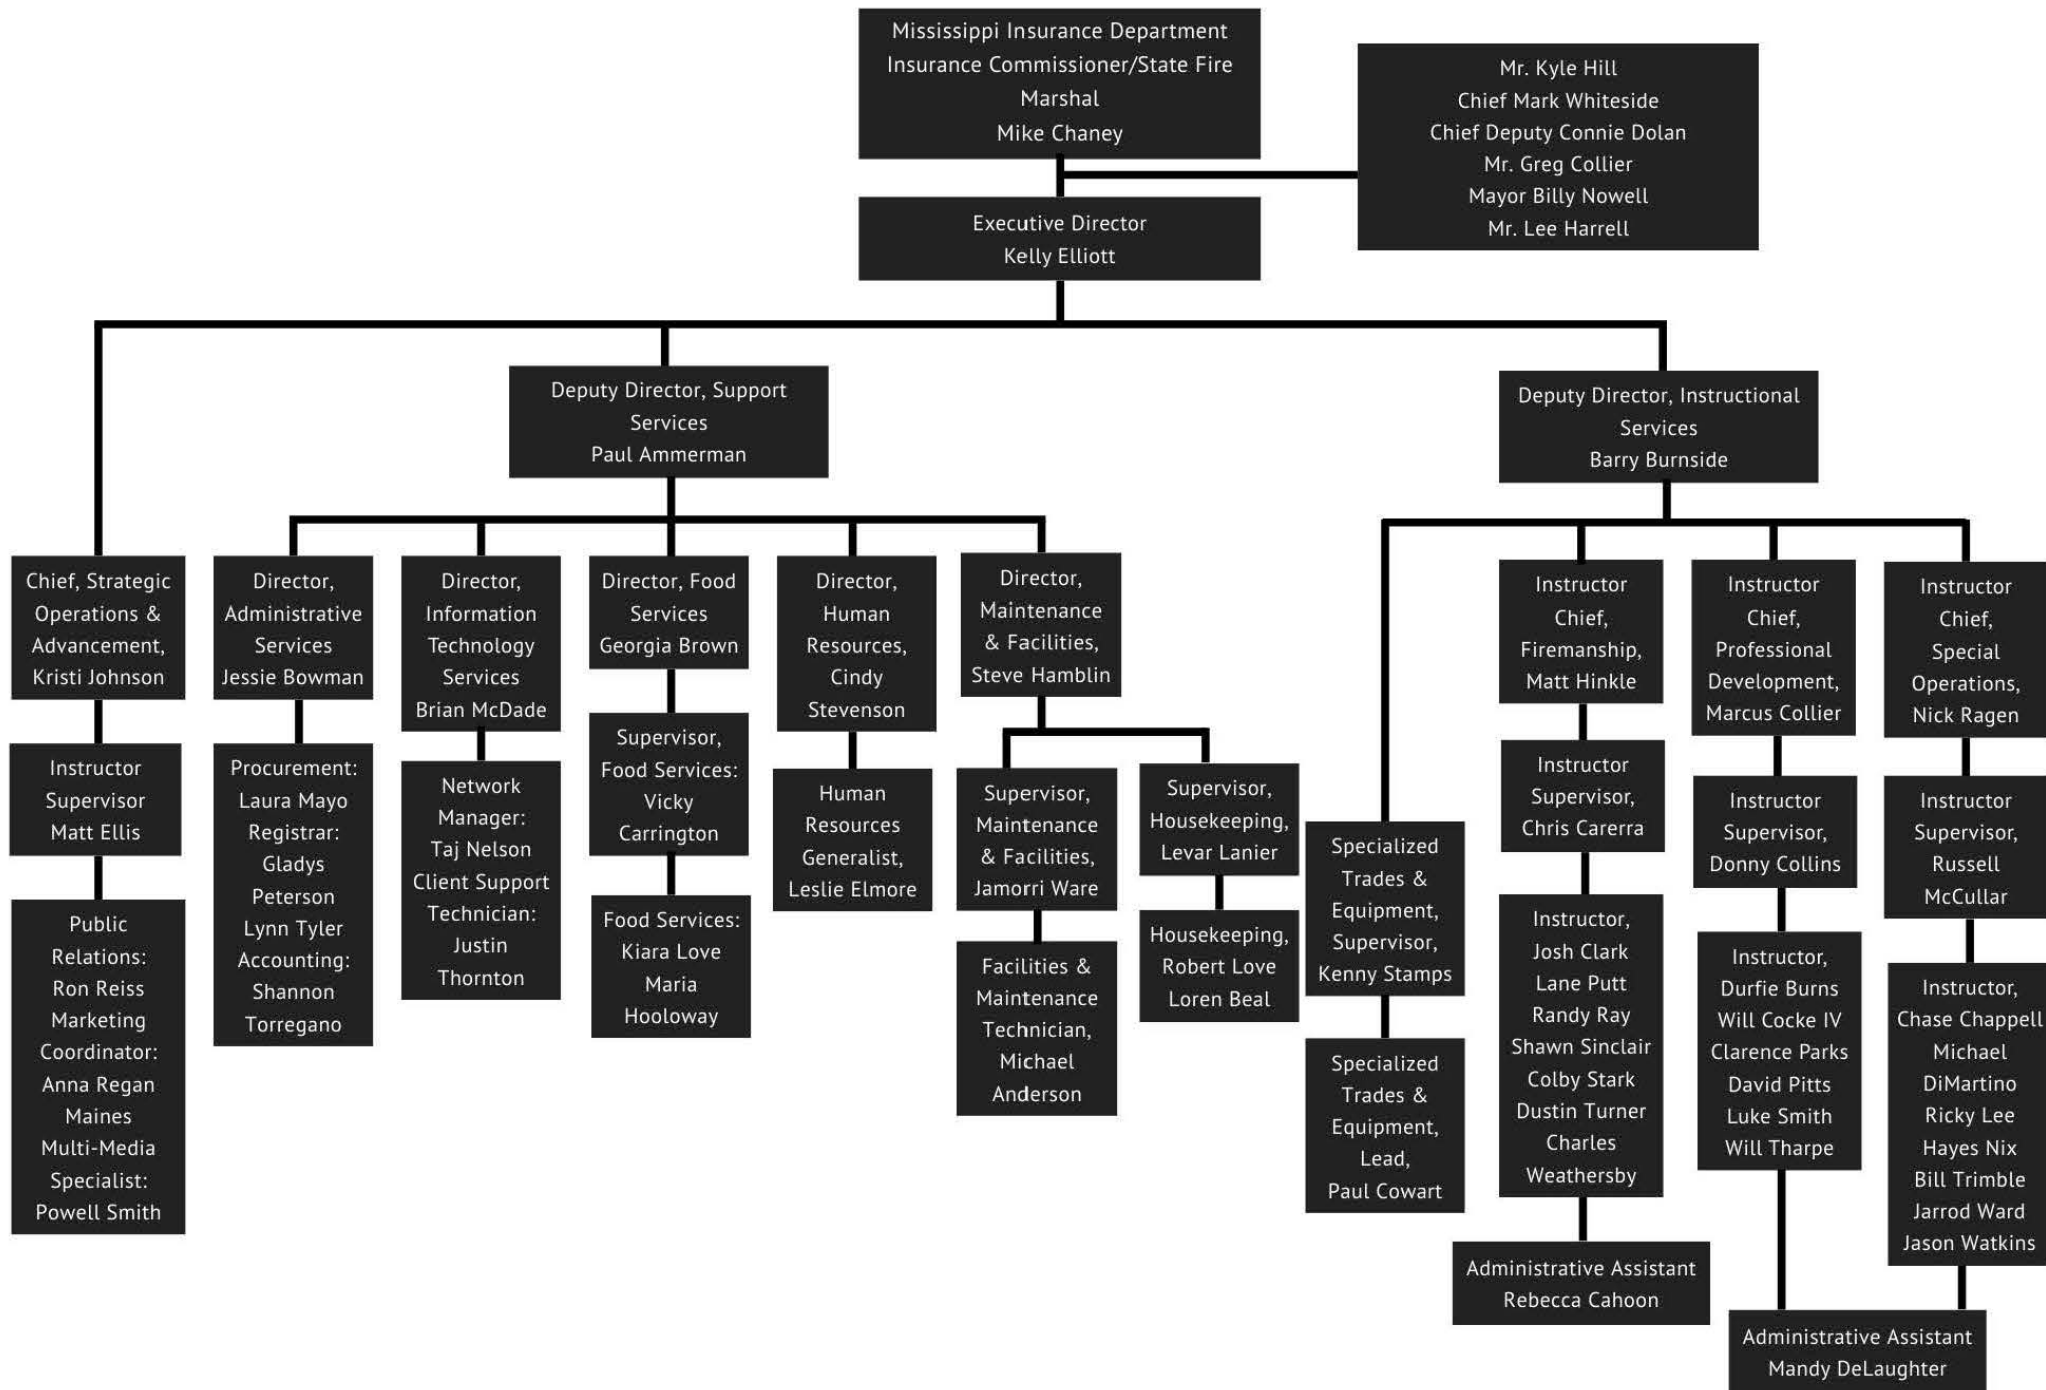 Mississippi Insurance Department
Insurance Commissioner/State Fire
Marshal
Mike Chaney
Mr. Kyle Hill
Chief Mark Whiteside
Chief Deputy Connie Dolan
Mr. Greg Collier
Mayor Billy Nowell
Mr. Lee Harrell
Executive Director
Kelly Elliott
Deputy Director, Support
Services
Paul Ammerman
Deputy Director, Instructional
Services
Barry Burnside
Chief, Strategic
Operations &
Advancement,
Kristi Johnson
Instructor
Supervisor
Matt Ellis
Public
Relations:
Ron Reiss
Marketing
Coordinator:
Anna Regan
Maines
Multi-Media
Specialist:
Powell Smith
Director,
Administrative
Services
Jessie Bowman
Procurement:
Laura Mayo
Registrar:
Gladys
Peterson
Lynn Tyler
Accounting:
Shannon
Torregano
Director,
Information
Technology
Services
Brian McDade
Network
Manager:
Taj Nelson
Client Support
Technician:
Justin
Thornton
Director, Food
Services
Georgia Brown
Supervisor,
Food Services:
Vicky
Carrington
Food Services:
Kiara Love
Maria
Hooloway
Director,
Human
Resources,
Cindy
Stevenson
Human
Resources
Generalist,
Leslie Elmore
Director,
Maintenance
& Facilities,
Steve Hamblin
Supervisor,
Maintenance
& Facilities,
Jamorri Ware
Facilities &
Maintenance
Technician,
Michael
Anderson
Supervisor,
Housekeeping,
Levar Lanier
Housekeeping,
Robert Love
Loren Beal
Specialized
Trades &
Equipment,
Supervisor,
Kenny Stamps
Specialized
Trades &
Equipment,
Lead,
Paul Cowart
Instructor
Chief,
Firemanship,
Matt Hinkle
Instructor
Supervisor,
Chris Carerra
Instructor,
Josh Clark
Lane Putt
Randy Ray
Shawn Sinclair
Colby Stark
Dustin Turner
Charles
Weathersby
Administrative Assistant
Rebecca Cahoon
Instructor
Chief,
Professional
Development,
Marcus Collier
Instructor
Supervisor,
Donny Collins
Instructor,
Durfie Burns
Will Cocke IV
Clarence Parks
David Pitts
Luke Smith
Will Tharpe
Instructor
Chief,
Special
Operations,
Nick Ragen
Instructor
Supervisor,
Russell
McCullar
Instructor,
Chase Chappell
Michael
DiMartino
Ricky Lee
Hayes Nix
Bill Trimble
Jarrod Ward
Jason Watkins
Administrative Assistant
Mandy DeLaughter